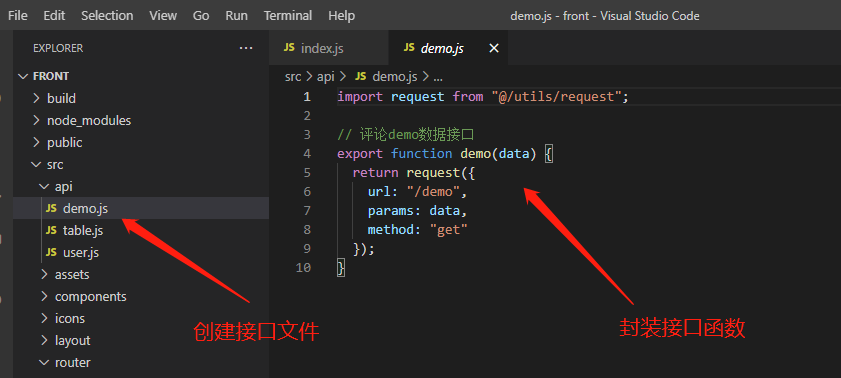 File Edit Selection View Go Run Terminal Help demo.js - front - Visual Studio Code
EXPLORER ···
index.js
demo.js ×
FRONT
build
node_modules
public
src
api
JS demo.js
JS table.js
JS user.js
assets
components
icons
layout
router
src > api > JS demo.js > ...
1 import request from "@/utils/request";
2
3 // 评论demo数据接口
4 export function demo(data) {
5 return request({
6 url: "/demo",
7 params: data,
8 method: "get"
9 });
10 }
创建接口文件
封装接口函数